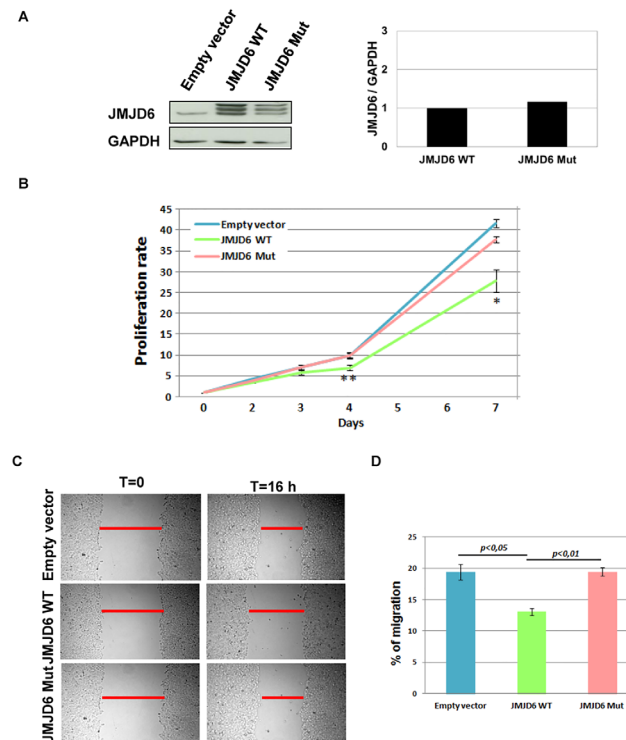 A
Empty vector
JMJD6 WT
JMJD6 Mut
JMJD6
GAPDH
JMJD6 / GAPDH
3
2
1
0
JMJD6 WT
JMJD6 Mut
B
Proliferation rate
45
40
35
30
25
20
15
10
5
0
Empty vector
JMJD6 WT
JMJD6 Mut
**
*
0
2
3
4
5
6
7
Days
C
T=0
T=16 h
Empty vector
JMJD6 WT
JMJD6 Mut
D
% of migration
25
20
15
10
5
0
p<0,05
p<0,01
Empty vector
JMJD6 WT
JMJD6 Mut